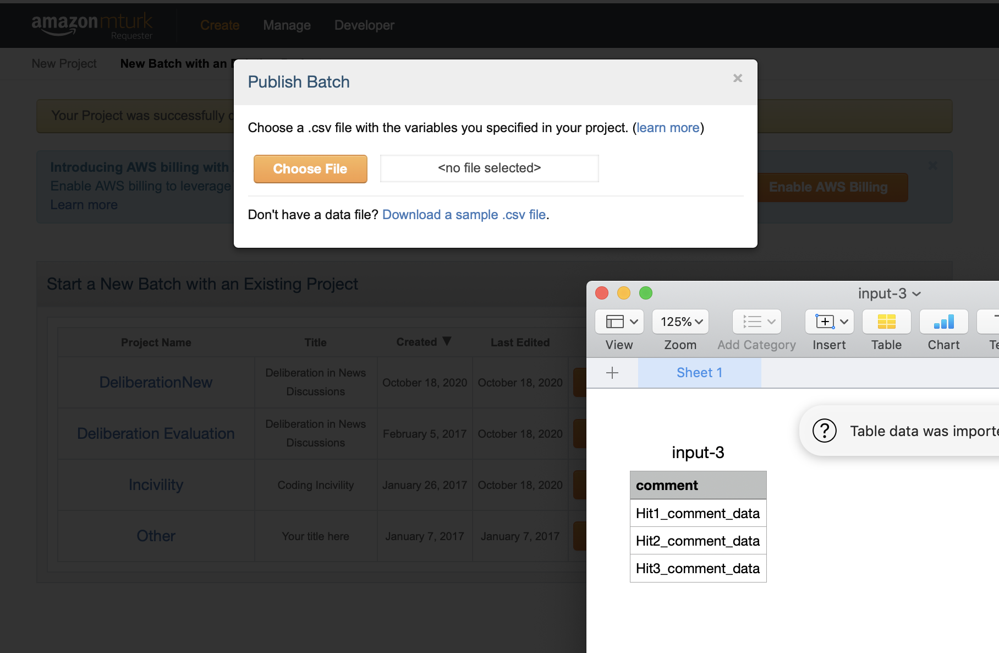 amazon mturk
Requester
Create Manage Developer
New Project New Batch with an
Publish Batch
Your Project was successfully
Choose a .csv file with the variables you specified in your project. (learn more)
Choose File <no file selected>
Introducing AWS billing with
Enable AWS billing to leverage
Learn more
Enable AWS Billing
Don't have a data file? Download a sample .csv file.
Start a New Batch with an Existing Project
Project Name Title Created ▼ Last Edited
DeliberationNew Deliberation in News Discussions October 18, 2020 October 18, 2020
Deliberation Evaluation Deliberation in News Discussions February 5, 2017 October 18, 2020
Incivility Coding Incivility January 26, 2017 October 18, 2020
Other Your title here January 7, 2017 January 7, 2017
input-3
125%
View Zoom Add Category Insert Table Chart
Sheet 1
Table data was
input-3
comment
Hit1_comment_data
Hit2_comment_data
Hit3_comment_data